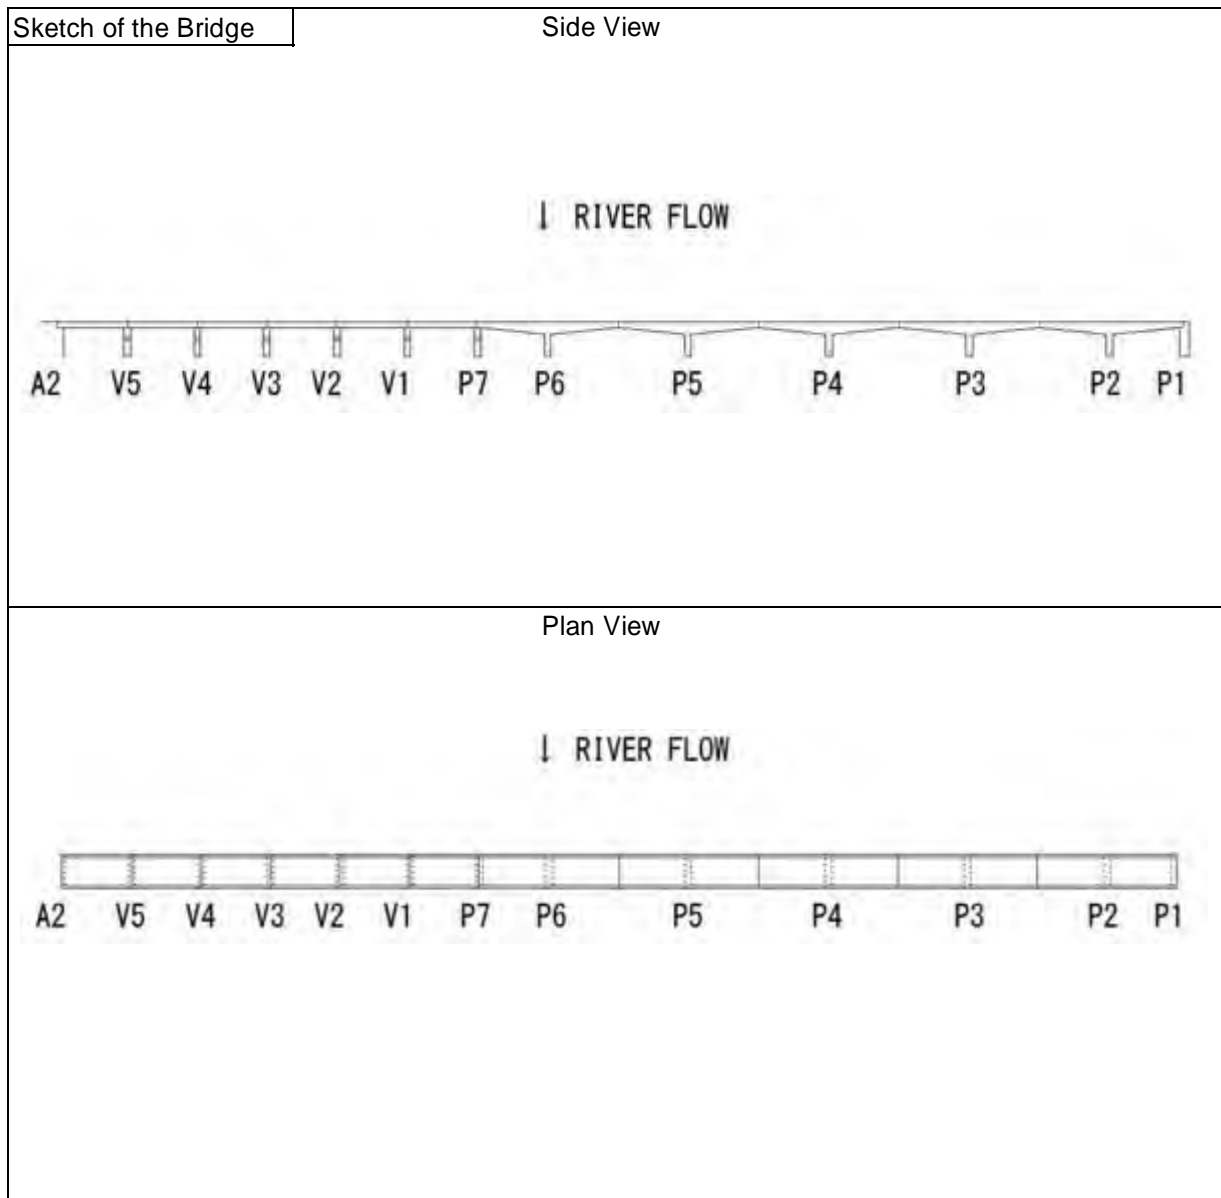 Sketch of the Bridge
Side View
↓ RIVER FLOW
A2 V5 V4 V3 V2 V1 P7 P6 P5 P4 P3 P2 P1
Plan View
↓ RIVER FLOW
A2 V5 V4 V3 V2 V1 P7 P6 P5 P4 P3 P2 P1